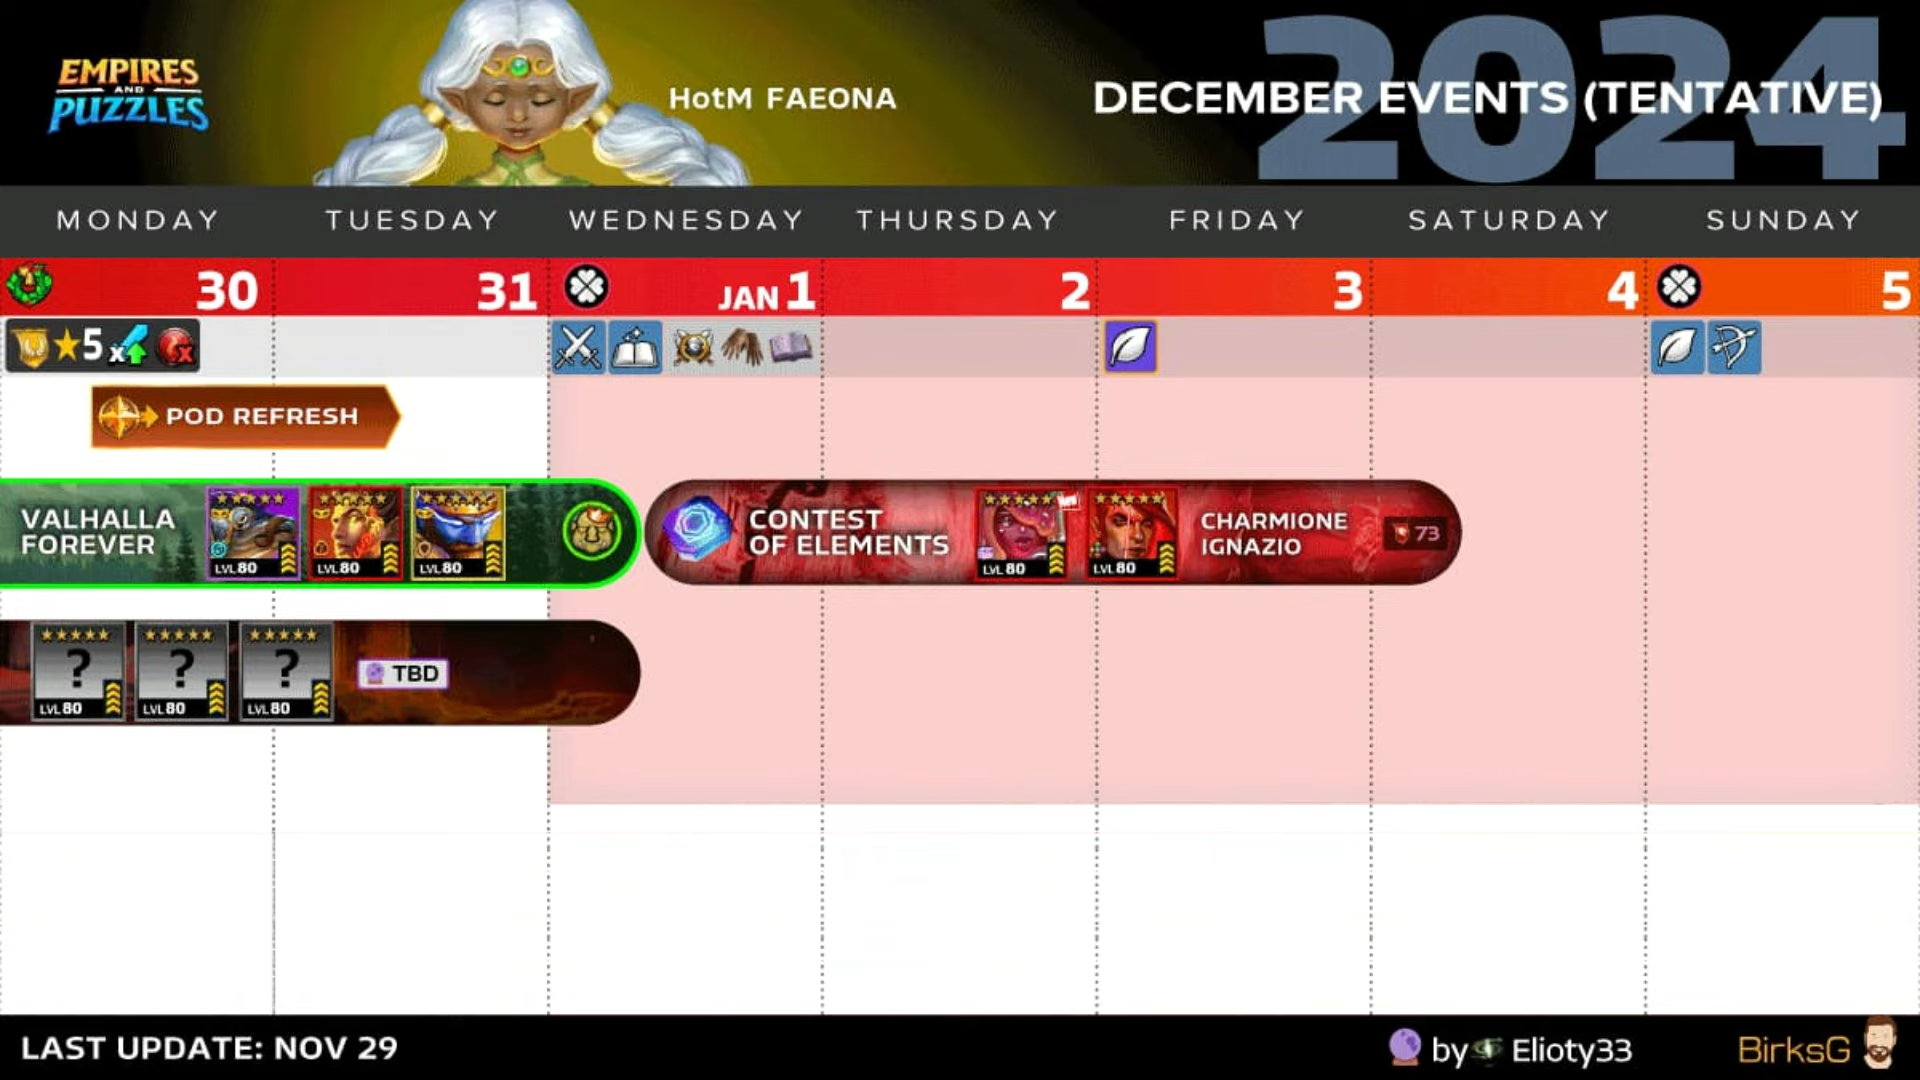 EMPIRES
AND
PUZZLES
HotM FAEONA
2024
DECEMBER EVENTS (TENTATIVE)
MONDAY
TUESDAY
WEDNESDAY
THURSDAY
FRIDAY
SATURDAY
SUNDAY
30
31
JAN 1
2
3
4
5
5 x x
POD REFRESH
VALHALLA
FOREVER
LVL 80
LVL 80
LVL 80
CONTEST
OF ELEMENTS
NEW
LVL 80
LVL 80
CHARMIONE
IGNAZIO
73
?
LVL 80
?
LVL 80
?
LVL 80
TBD
LAST UPDATE: NOV 29
by Elioty33
BirksG